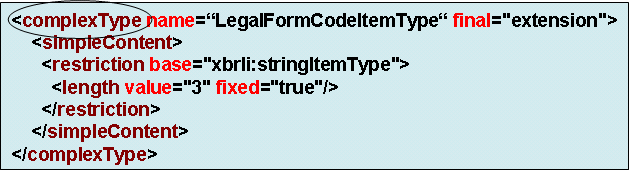 <complexType name=“LegalFormCodeItemType“ final="extension">
<simpleContent>
<restriction base="xbrli:stringItemType">
<length value="3" fixed="true"/>
</restriction>
</simpleContent>
</complexType>